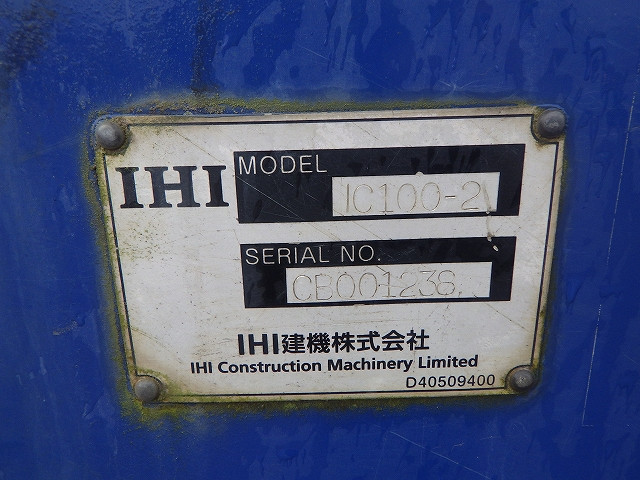 IHI
MODEL
IC100-2
SERIAL NO.
CB001238
IHI建機株式会社
IHI Construction Machinery Limited
D40509400